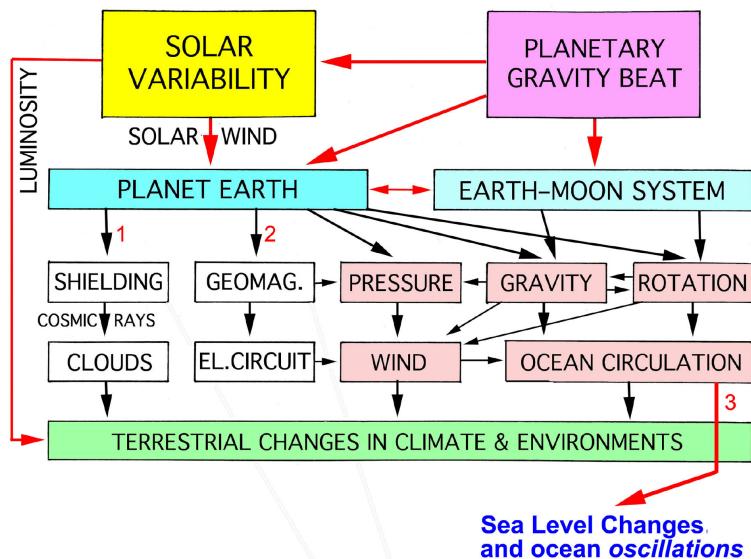 SOLAR
VARIABILITY
PLANETARY
GRAVITY BEAT
LUMINOSITY
SOLAR WIND
PLANET EARTH
EARTH-MOON SYSTEM
1
2
SHIELDING
GEOMAG.
PRESSURE
GRAVITY
ROTATION
COSMIC RAYS
CLOUDS
EL.CIRCUIT
WIND
OCEAN CIRCULATION
3
TERRESTRIAL CHANGES IN CLIMATE & ENVIRONMENTS
Sea Level Changes,
and ocean oscillations